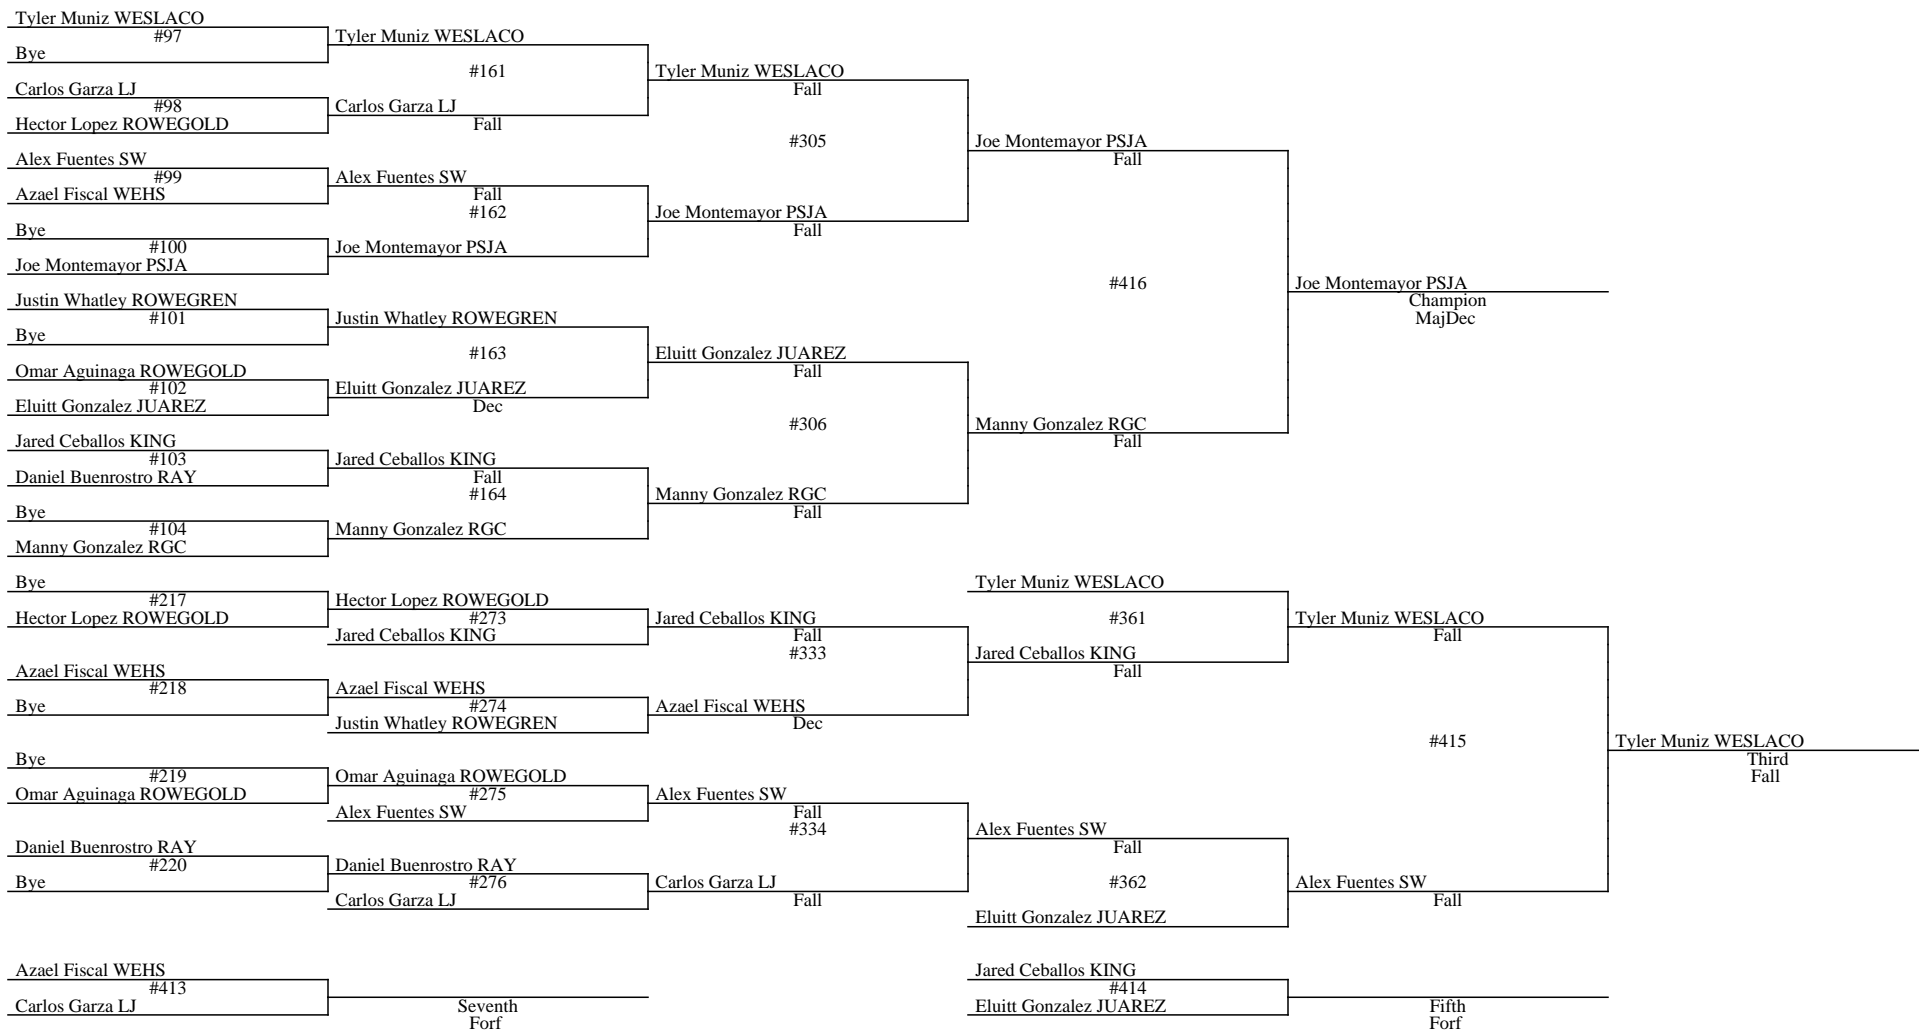 Tyler Muniz WESLACO
#97
Bye
Tyler Muniz WESLACO
#161
Carlos Garza LJ
#98
Hector Lopez ROWEGOLD
Carlos Garza LJ
Fall
Tyler Muniz WESLACO
Fall
#305
Alex Fuentes SW
#99
Azael Fiscal WEHS
Alex Fuentes SW
Fall
#162
Bye
#100
Joe Montemayor PSJA
Joe Montemayor PSJA
Joe Montemayor PSJA
Fall
Joe Montemayor PSJA
Fall
#416
Joe Montemayor PSJA
Champion
MajDec
Justin Whatley ROWEGREN
#101
Bye
Justin Whatley ROWEGREN
#163
Omar Aguinaga ROWEGOLD
#102
Eluitt Gonzalez JUAREZ
Eluitt Gonzalez JUAREZ
Dec
Eluitt Gonzalez JUAREZ
Fall
#306
Jared Ceballos KING
#103
Daniel Buenrostro RAY
Jared Ceballos KING
Fall
#164
Bye
#104
Manny Gonzalez RGC
Manny Gonzalez RGC
Manny Gonzalez RGC
Fall
Manny Gonzalez RGC
Fall
Bye
#217
Hector Lopez ROWEGOLD
Hector Lopez ROWEGOLD
#273
Jared Ceballos KING
Jared Ceballos KING
Fall
#333
Azael Fiscal WEHS
#218
Bye
Azael Fiscal WEHS
#274
Justin Whatley ROWEGREN
Azael Fiscal WEHS
Dec
Tyler Muniz WESLACO
#361
Jared Ceballos KING
Fall
Tyler Muniz WESLACO
Fall
#415
Tyler Muniz WESLACO
Third
Fall
Bye
#219
Omar Aguinaga ROWEGOLD
Omar Aguinaga ROWEGOLD
#275
Alex Fuentes SW
Alex Fuentes SW
Fall
#334
Daniel Buenrostro RAY
#220
Bye
Daniel Buenrostro RAY
#276
Carlos Garza LJ
Carlos Garza LJ
Fall
Alex Fuentes SW
Fall
#362
Eluitt Gonzalez JUAREZ
Alex Fuentes SW
Fall
Azael Fiscal WEHS
#413
Carlos Garza LJ
Seventh
Forf
Jared Ceballos KING
#414
Eluitt Gonzalez JUAREZ
Fifth
Forf